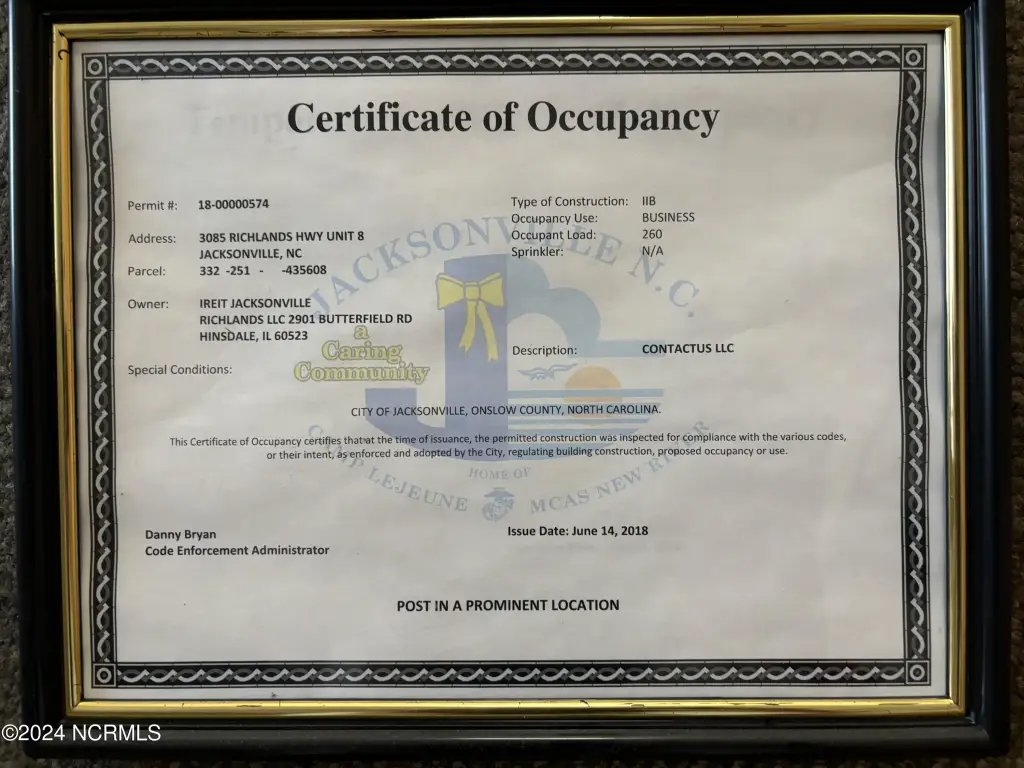 Certificate of Occupancy
Permit #: 18-00000574
Address: 3085 RICHLANDS HWY UNIT 8
JACKSONVILLE, NC
Parcel: 332 -251 - -435608
Owner: IREIT JACKSONVILLE
RICHLANDS LLC 2901 BUTTERFIELD RD
HINSDALE, IL 60523
Special Conditions:
Type of Construction: IIB
Occupancy Use: BUSINESS
Occupant Load: 260
Sprinkler: N/A
Description: CONTACTUS LLC
JACKSONVILLE N.C.
a
Caring
Community
CITY OF JACKSONVILLE, ONSLOW COUNTY, NORTH CAROLINA.
This Certificate of Occupancy certifies that at the time of issuance, the permitted construction was inspected for compliance with the various codes,
or their intent, as enforced and adopted by the City, regulating building construction, proposed occupancy or use.
HOME OF
CAMP LEJEUNE MCAS NEW RIVER
Danny Bryan
Code Enforcement Administrator
Issue Date: June 14, 2018
POST IN A PROMINENT LOCATION
©2024 NCRMLS